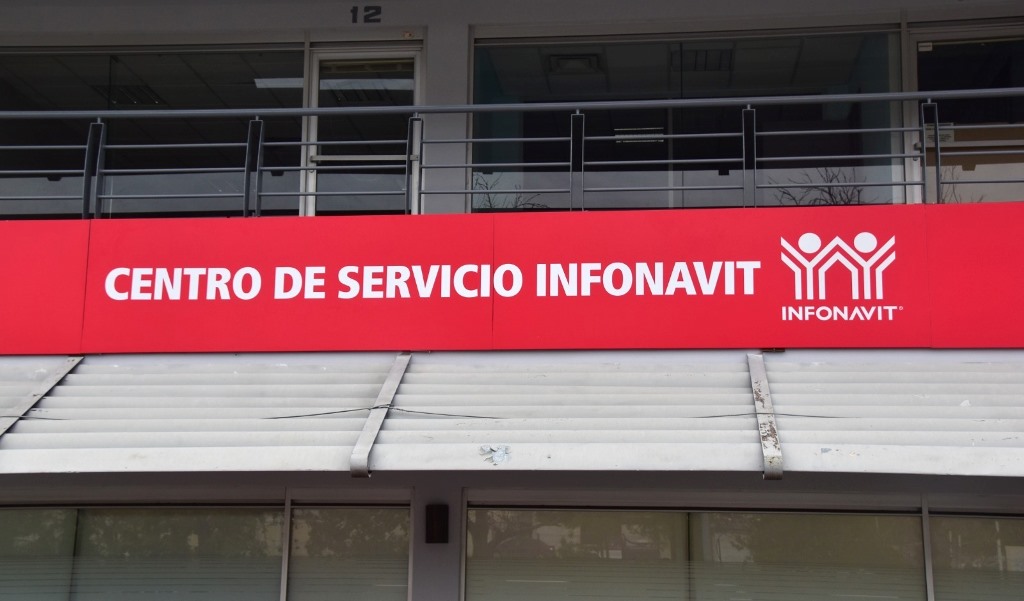 12
CENTRO DE SERVICIO INFONAVIT
INFONAVIT®